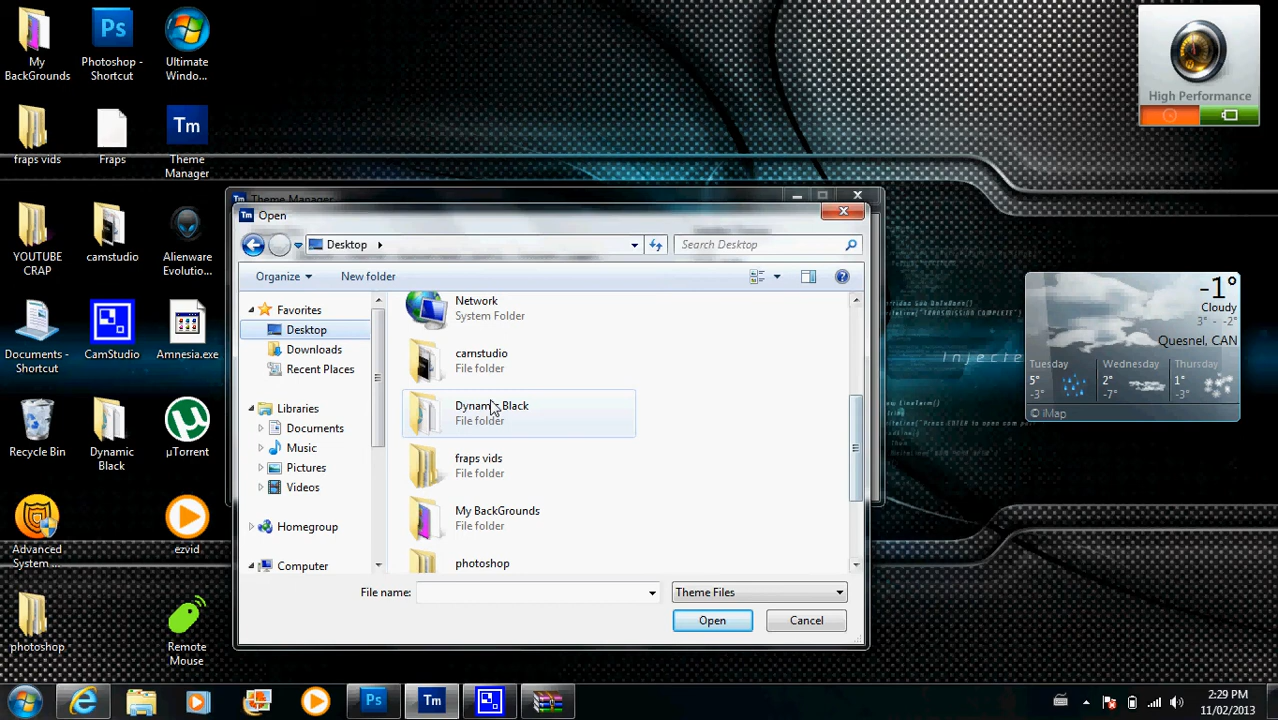 My
BackGrounds
Ps
Photoshop -
Shortcut
Ultimate
Windo...
fraps vids
Fraps
Tm
Theme
Manager
YOUTUBE
CRAP
camstudio
Alienware
Evolutio...
Documents -
Shortcut
CamStudio
Amnesia.exe
Recycle Bin
Dynamic
Black
µTorrent
Advanced
System ...
ezvid
photoshop
Remote
Mouse
High Performance
-1°
Cloudy
3° - -2°
Quesnel, CAN
Tuesday
5°
-3°
Wednesday
2°
-7°
Thursday
1°
-3°
© iMap
Tm Theme Manager
Tm Open
Desktop
Search Desktop
Organize
New folder
Favorites
Desktop
Downloads
Recent Places
Libraries
Documents
Music
Pictures
Videos
Homegroup
Computer
Network
System Folder
camstudio
File folder
Dynamic Black
File folder
fraps vids
File folder
My BackGrounds
File folder
photoshop
File name:
Theme Files
Open
Cancel
Injecte
Ps
Tm
2:29 PM
11/02/2013